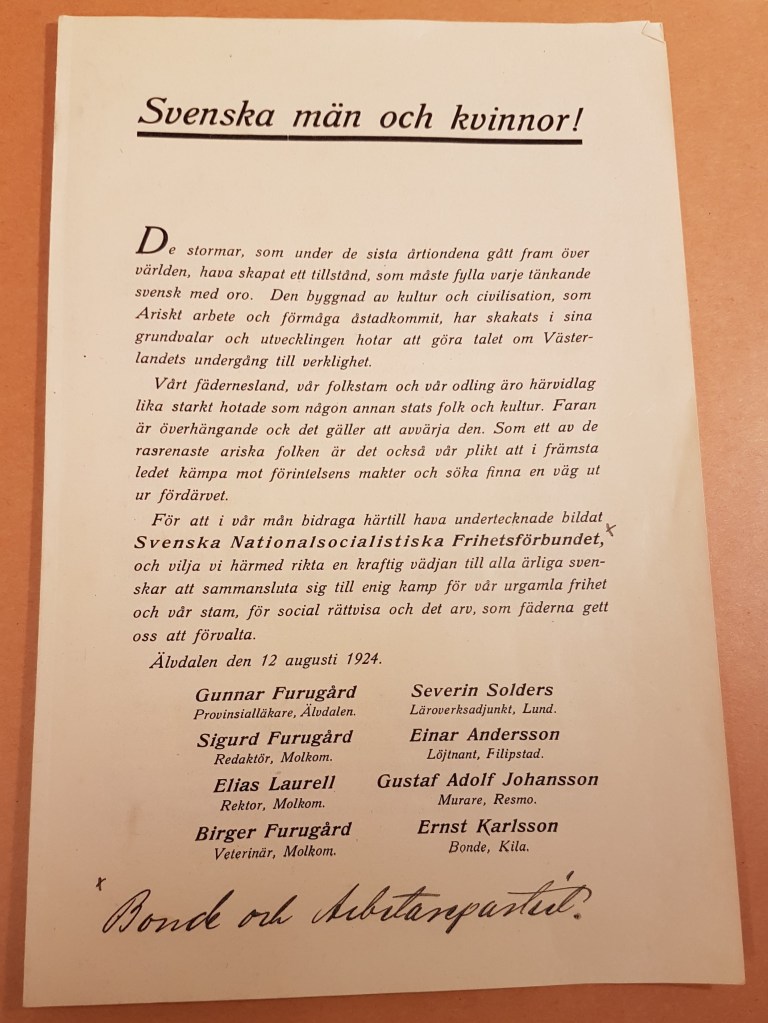 Svenska män och kvinnor!
De stormar, som under de sista årtiondena gått fram över
världen, hava skapat ett tillstånd, som måste fylla varje tänkande
svensk med oro. Den byggnad av kultur och civilisation, som
Ariskt arbete och förmåga åstadkommit, har skakats i sina
grundvalar och utvecklingen hotar att göra talet om Väster-
landets undergång till verklighet.
Vårt fädernesland, vår folkstam och vår odling äro härvidlag
lika starkt hotade som någon annan stats folk och kultur. Faran
är överhängande ock det gäller att avvärja den. Som ett av de
rasrenaste ariska folken är det också vår plikt att i främsta
ledet kämpa mot förintelsens makter och söka finna en väg ut
ur fördärvet.
För att i vår mån bidraga härtill hava undertecknade bildat
Svenska Nationalsocialistiska Frihetsförbundet, x
och vilja vi härmed rikta en kraftig vädjan till alla ärliga sven-
skar att sammansluta sig till enig kamp för vår urgamla frihet
och vår stam, för social rättvisa och det arv, som fäderna gett
oss att förvalta.
Älvdalen den 12 augusti 1924.
Gunnar Furugård
Provinsialläkare, Älvdalen.
Sigurd Furugård
Redaktör, Molkom.
Elias Laurell
Rektor, Molkom.
Birger Furugård
Veterinär, Molkom.
Severin Solders
Läroverksadjunkt, Lund.
Einar Andersson
Löjtnant, Filipstad.
Gustaf Adolf Johansson
Murare, Resmo.
Ernst Karlsson
Bonde, Kila.
x Bonde och Arbetarepartiet.